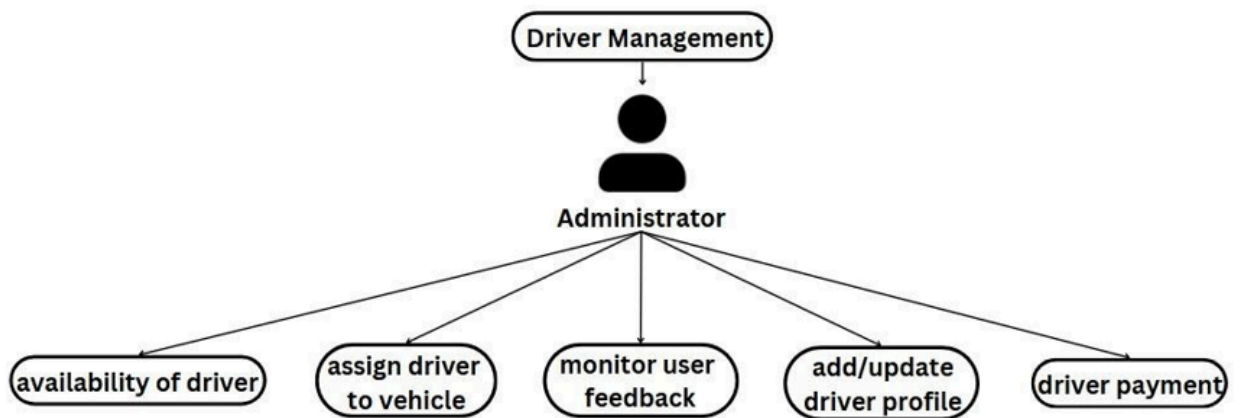 Driver Management
Administrator
availability of driver
assign driver
to vehicle
monitor user
feedback
add/update
driver profile
driver payment